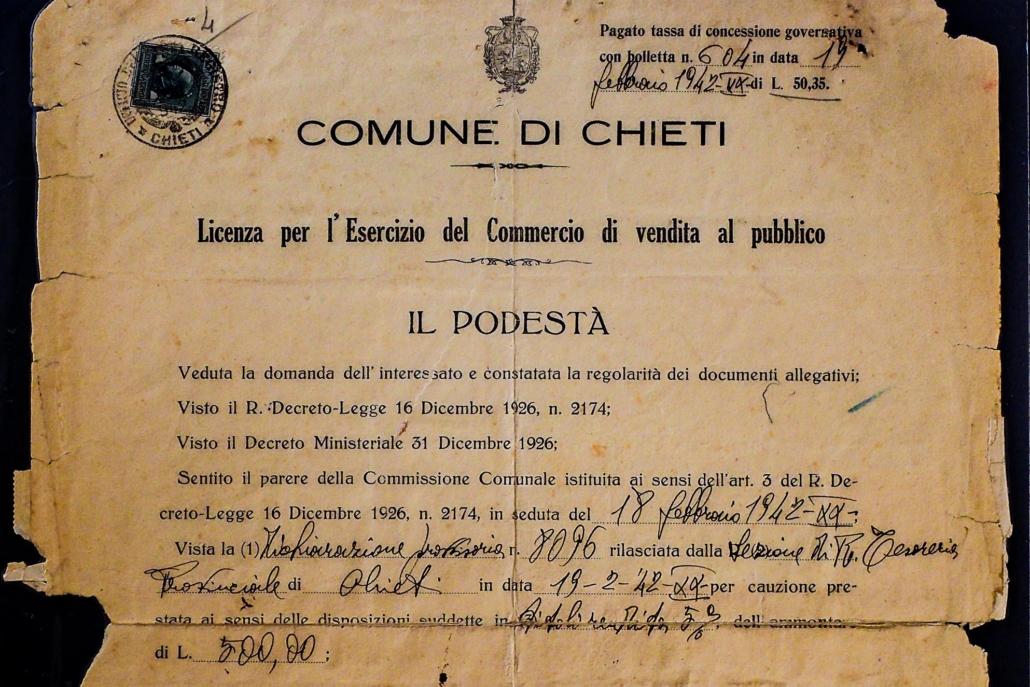 4
Pagato tassa di concessione governativa
con bolletta n. 604 in data 19
febbraio 1942-XX- di L. 50,35.
CHIETI
COMUNE DI CHIETI
Licenza per l'Esercizio del Commercio di vendita al pubblico
IL PODESTÀ
Veduta la domanda dell'interessato e constatata la regolarità dei documenti allegativi;
Visto il R. Decreto-Legge 16 Dicembre 1926, n. 2174;
Visto il Decreto Ministeriale 31 Dicembre 1926;
Sentito il parere della Commissione Comunale istituita ai sensi dell'art. 3 del R. De-
creto-Legge 16 Dicembre 1926, n. 2174, in seduta del 18 febbraio 1942-XX-;
Vista la (1) Dichiarazione provvisoria n. 8096 rilasciata dalla Sezione di R. Tesoreria
Provinciale di Chieti in data 19-2-42-XX- per cauzione pre-
stata ai sensi delle disposizioni suddette in titoli rendita 5% dell'ammontare
di L. 500,00;